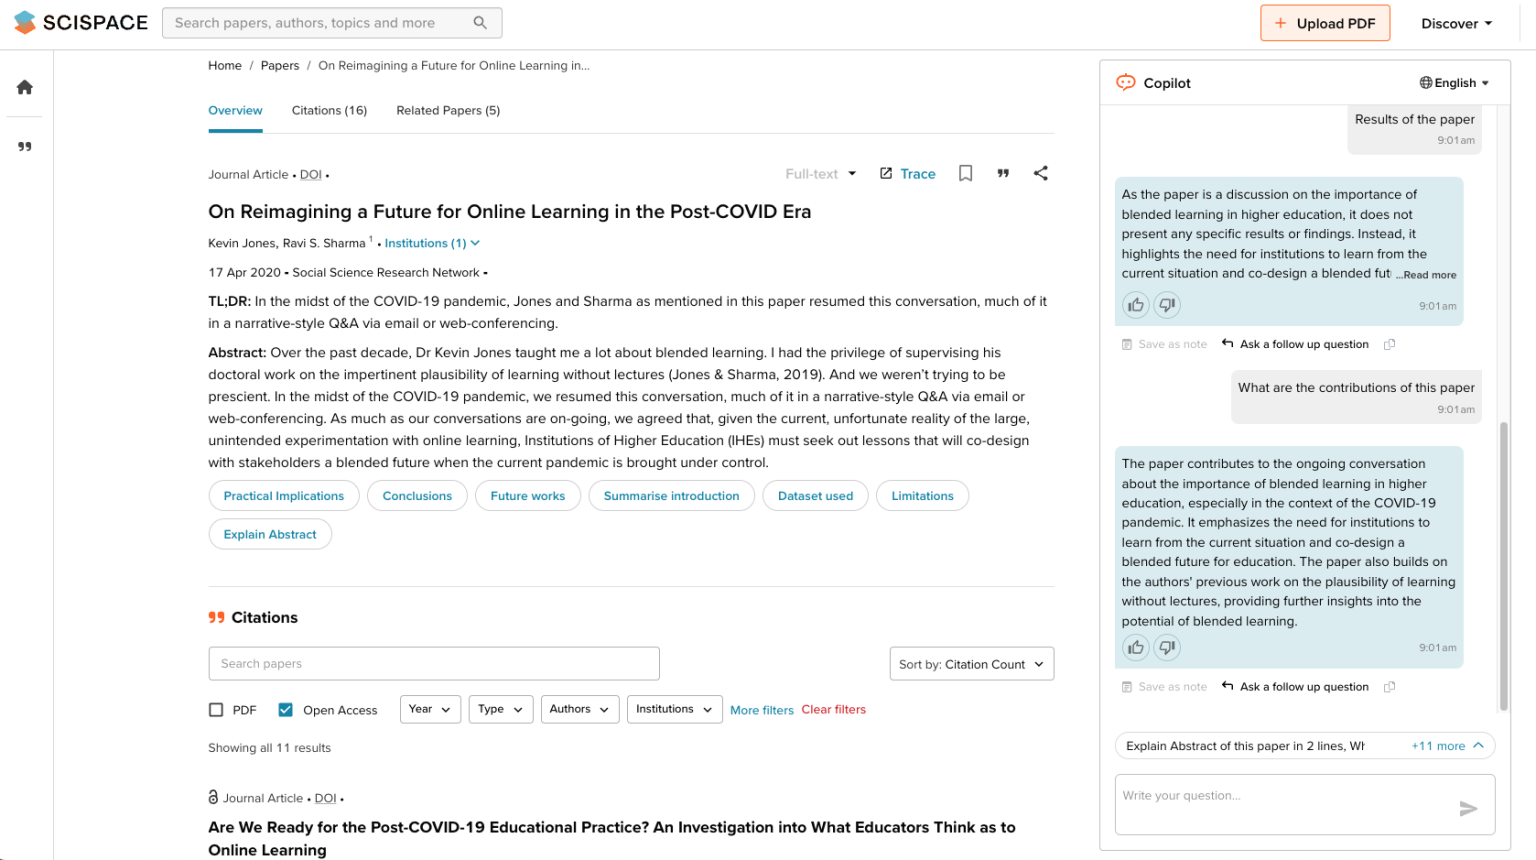 SCISPACE
Search papers, authors, topics and more
+ Upload PDF
Discover
Home / Papers / On Reimagining a Future for Online Learning in...
Overview
Citations (16)
Related Papers (5)
Journal Article • DOI •
Full-text
Trace
On Reimagining a Future for Online Learning in the Post-COVID Era
Kevin Jones, Ravi S. Sharma 1 • Institutions (1)
17 Apr 2020 - Social Science Research Network -
TL;DR: In the midst of the COVID-19 pandemic, Jones and Sharma as mentioned in this paper resumed this conversation, much of it
in a narrative-style Q&A via email or web-conferencing.
Abstract: Over the past decade, Dr Kevin Jones taught me a lot about blended learning. I had the privilege of supervising his
doctoral work on the impertinent plausibility of learning without lectures (Jones & Sharma, 2019). And we weren't trying to be
prescient. In the midst of the COVID-19 pandemic, we resumed this conversation, much of it in a narrative-style Q&A via email or
web-conferencing. As much as our conversations are on-going, we agreed that, given the current, unfortunate reality of the large,
unintended experimentation with online learning, Institutions of Higher Education (IHEs) must seek out lessons that will co-design
with stakeholders a blended future when the current pandemic is brought under control.
Practical Implications
Conclusions
Future works
Summarise introduction
Dataset used
Limitations
Explain Abstract
Citations
Search papers
Sort by: Citation Count
PDF
Open Access
Year
Type
Authors
Institutions
More filters
Clear filters
Showing all 11 results
Journal Article • DOI •
Are We Ready for the Post-COVID-19 Educational Practice? An Investigation into What Educators Think as to
Online Learning
Copilot
English
Results of the paper
9:01am
As the paper is a discussion on the importance of
blended learning in higher education, it does not
present any specific results or findings. Instead, it
highlights the need for institutions to learn from the
current situation and co-design a blended fut ...Read more
9:01am
Save as note
Ask a follow up question
What are the contributions of this paper
9:01am
The paper contributes to the ongoing conversation
about the importance of blended learning in higher
education, especially in the context of the COVID-19
pandemic. It emphasizes the need for institutions to
learn from the current situation and co-design a
blended future for education. The paper also builds on
the authors' previous work on the plausibility of learning
without lectures, providing further insights into the
potential of blended learning.
9:01am
Save as note
Ask a follow up question
Explain Abstract of this paper in 2 lines, Wh
+11 more
Write your question...